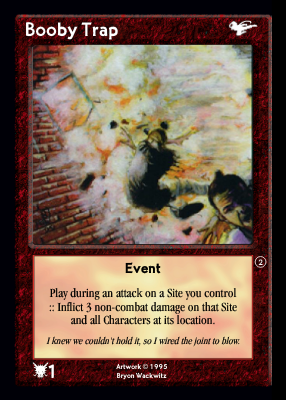 Booby Trap
2
Event
Play during an attack on a Site you control
:: Inflict 3 non-combat damage on that Site
and all Characters at its location.
I knew we couldn't hold it, so I wired the joint to blow.
1
Artwork © 1995
Bryon Wackwitz